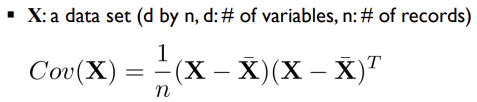 ▪ X: a data set (d by n, d: # of variables, n: # of records)
Cov(X) = 1/n (X − X̄)(X − X̄)ᵀ